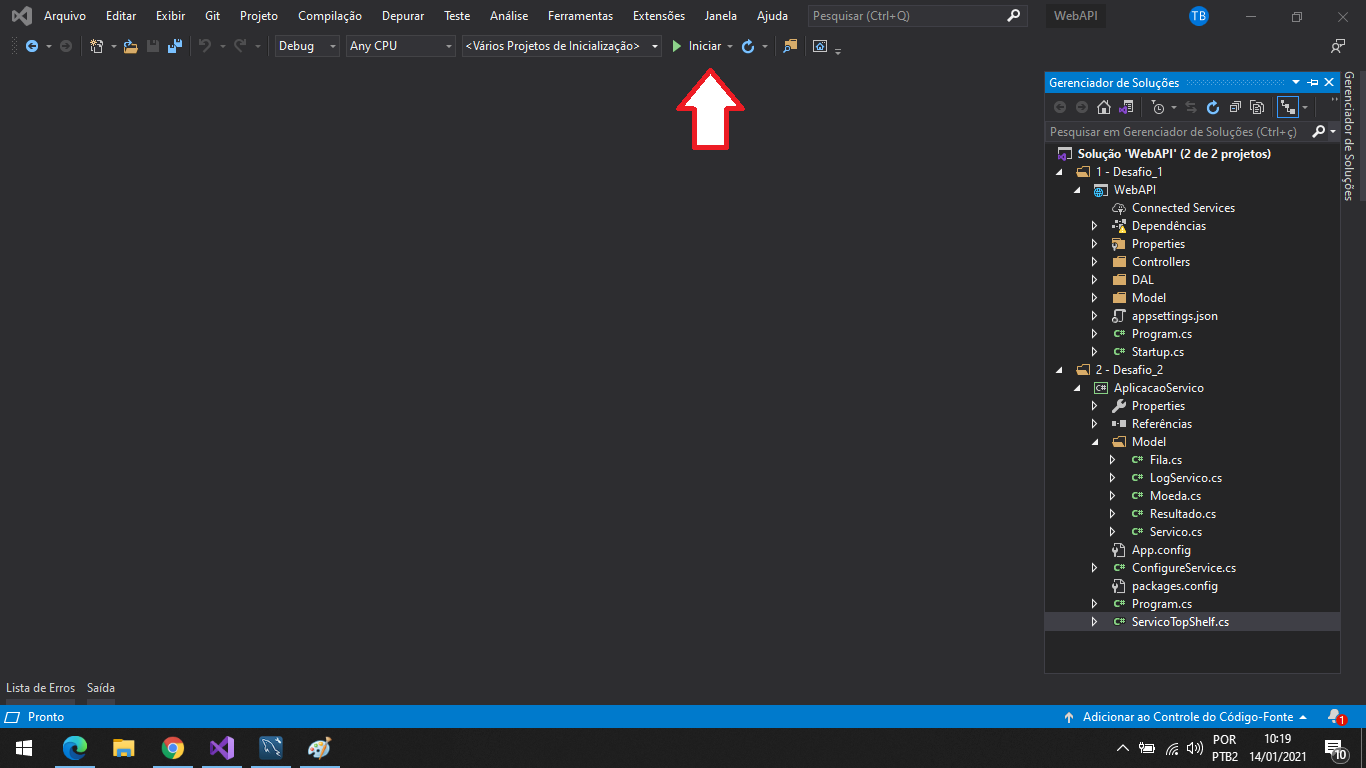 Arquivo Editar Exibir Git Projeto Compilação Depurar Teste Análise Ferramentas Extensões Janela Ajuda Pesquisar (Ctrl+Q) WebAPI TB
Debug Any CPU <Vários Projetos de Inicialização> Iniciar
Gerenciador de Soluções
Gerenciador de Soluções
Pesquisar em Gerenciador de Soluções (Ctrl+ç)
Solução 'WebAPI' (2 de 2 projetos)
1 - Desafio_1
WebAPI
Connected Services
Dependências
Properties
Controllers
DAL
Model
appsettings.json
C# Program.cs
C# Startup.cs
2 - Desafio_2
C# AplicacaoServico
Properties
Referências
Model
C# Fila.cs
C# LogServico.cs
C# Moeda.cs
C# Resultado.cs
C# Servico.cs
App.config
C# ConfigureService.cs
packages.config
C# Program.cs
C# ServicoTopShelf.cs
Lista de Erros Saída
Pronto Adicionar ao Controle do Código-Fonte 1
POR 10:19
PTB2 14/01/2021 10